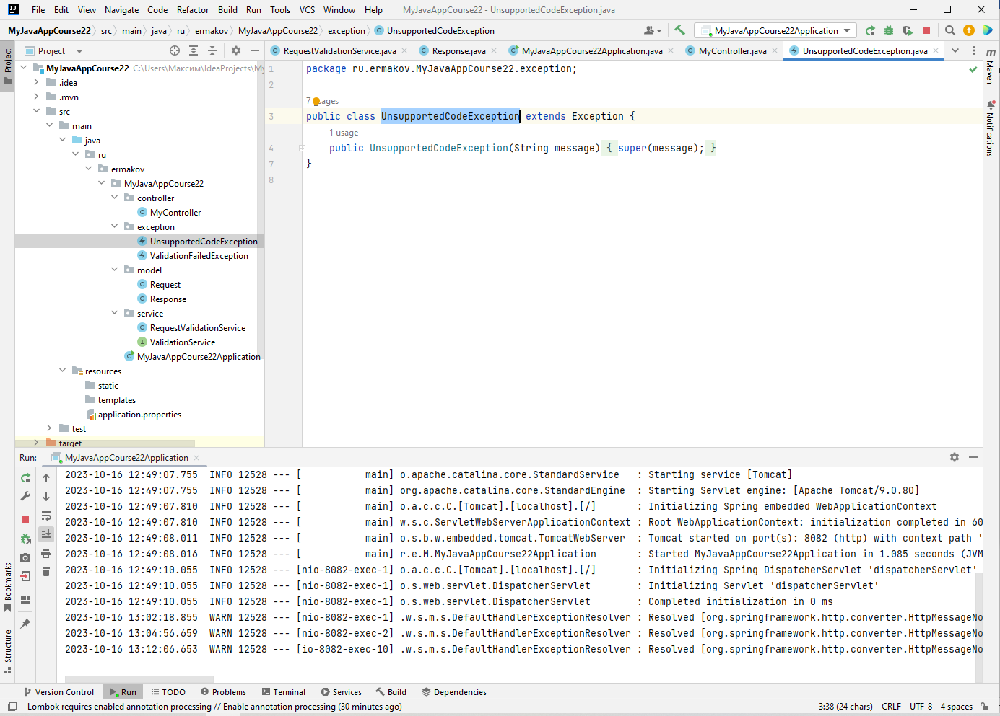 File Edit View Navigate Code Refactor Build Run Tools VCS Window Help MyJavaAppCourse22 - UnsupportedCodeException.java
MyJavaAppCourse22 src main java ru ermakov MyJavaAppCourse22 exception UnsupportedCodeException MyJavaAppCourse22Application
Project
RequestValidationService.java Response.java MyJavaAppCourse22Application.java MyController.java UnsupportedCodeException.java
Project
Bookmarks
Structure
Maven
Notifications
MyJavaAppCourse22 C:\Users\Максим\IdeaProjects\My
.idea
.mvn
src
main
java
ru
ermakov
MyJavaAppCourse22
controller
MyController
exception
UnsupportedCodeException
ValidationFailedException
model
Request
Response
service
RequestValidationService
ValidationService
MyJavaAppCourse22Application
resources
static
templates
application.properties
test
target
1 package ru.ermakov.MyJavaAppCourse22.exception;
2
7 usages
3 public class UnsupportedCodeException extends Exception {
1 usage
4 public UnsupportedCodeException(String message) { super(message); }
7 }
8
Run: MyJavaAppCourse22Application
2023-10-16 12:49:07.755 INFO 12528 --- [ main] o.apache.catalina.core.StandardService : Starting service [Tomcat]
2023-10-16 12:49:07.755 INFO 12528 --- [ main] org.apache.catalina.core.StandardEngine : Starting Servlet engine: [Apache Tomcat/9.0.80]
2023-10-16 12:49:07.810 INFO 12528 --- [ main] o.a.c.c.C.[Tomcat].[localhost].[/] : Initializing Spring embedded WebApplicationContext
2023-10-16 12:49:07.810 INFO 12528 --- [ main] w.s.c.ServletWebServerApplicationContext : Root WebApplicationContext: initialization completed in 60
2023-10-16 12:49:08.011 INFO 12528 --- [ main] o.s.b.w.embedded.tomcat.TomcatWebServer : Tomcat started on port(s): 8082 (http) with context path '
2023-10-16 12:49:08.016 INFO 12528 --- [ main] r.e.M.MyJavaAppCourse22Application : Started MyJavaAppCourse22Application in 1.085 seconds (JVM
2023-10-16 12:49:10.055 INFO 12528 --- [nio-8082-exec-1] o.a.c.c.C.[Tomcat].[localhost].[/] : Initializing Spring DispatcherServlet 'dispatcherServlet'
2023-10-16 12:49:10.055 INFO 12528 --- [nio-8082-exec-1] o.s.web.servlet.DispatcherServlet : Initializing Servlet 'dispatcherServlet'
2023-10-16 12:49:10.055 INFO 12528 --- [nio-8082-exec-1] o.s.web.servlet.DispatcherServlet : Completed initialization in 0 ms
2023-10-16 13:02:18.855 WARN 12528 --- [nio-8082-exec-1] .w.s.m.s.DefaultHandlerExceptionResolver : Resolved [org.springframework.http.converter.HttpMessageNo
2023-10-16 13:04:56.659 WARN 12528 --- [nio-8082-exec-2] .w.s.m.s.DefaultHandlerExceptionResolver : Resolved [org.springframework.http.converter.HttpMessageNo
2023-10-16 13:12:06.653 WARN 12528 --- [io-8082-exec-10] .w.s.m.s.DefaultHandlerExceptionResolver : Resolved [org.springframework.http.converter.HttpMessageNo
Version Control Run TODO Problems Terminal Services Build Dependencies
Lombok requires enabled annotation processing // Enable annotation processing (30 minutes ago) 3:38 (24 chars) CRLF UTF-8 4 spaces